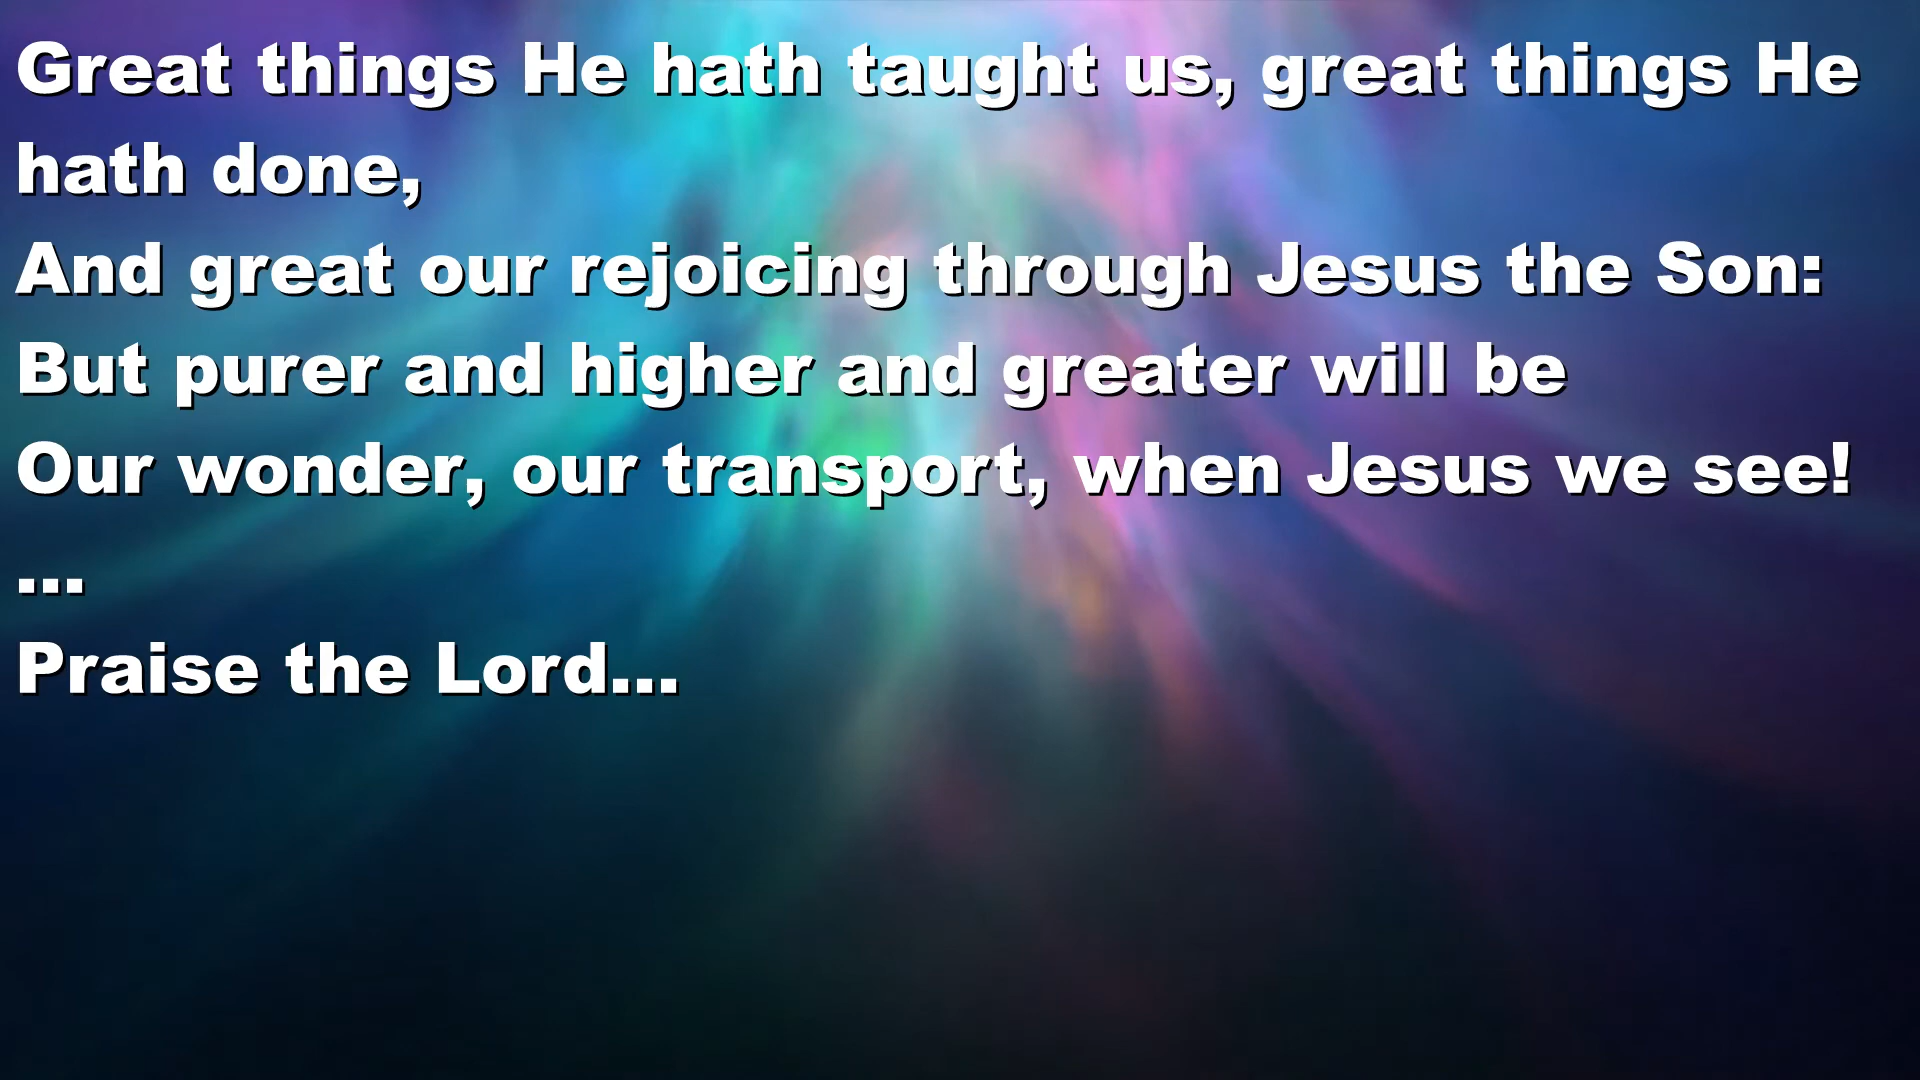 Great things He hath taught us, great things He
hath done,
And great our rejoicing through Jesus the Son:
But purer and higher and greater will be
Our wonder, our transport, when Jesus we see!
...
Praise the Lord...